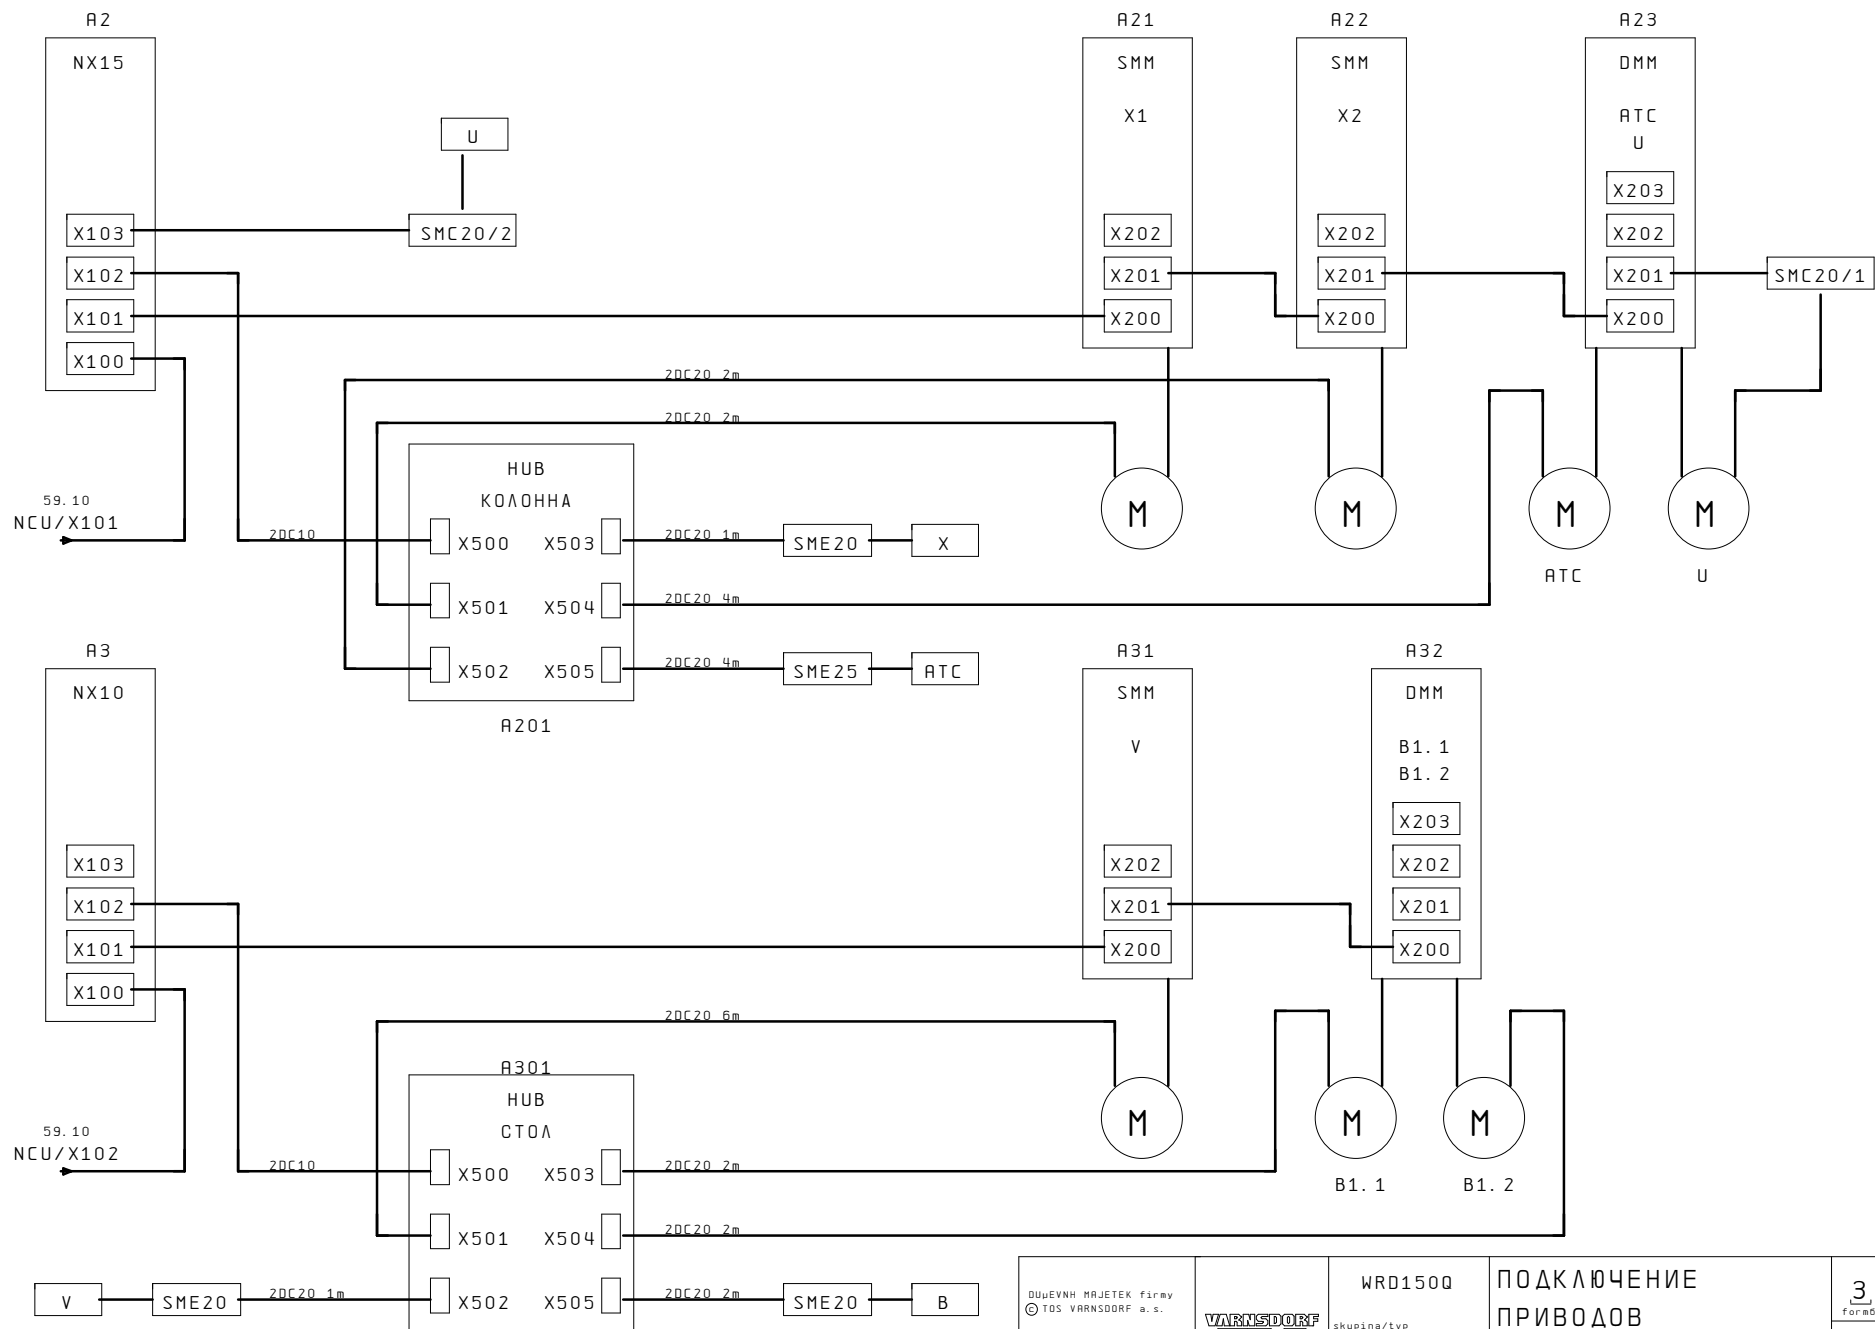 A2
NX15
X103
X102
X101
X100
U
SMC20/2
A21
SMM
X1
X202
X201
X200
A22
SMM
X2
X202
X201
X200
A23
DMM
ATC
U
X203
X202
X201
X200
SMC20/1
2DC20 2m
2DC20 2m
59.10
NCU/X101
2DC10
HUB
КОЛОННА
X500 X503
X501 X504
X502 X505
A201
2DC20 1m
SME20
X
2DC20 4m
2DC20 4m
SME25
ATC
M
M
M
M
ATC
U
A3
NX10
X103
X102
X101
X100
A31
SMM
V
X202
X201
X200
A32
DMM
B1.1
B1.2
X203
X202
X201
X200
2DC20 6m
59.10
NCU/X102
2DC10
A301
HUB
СТОЛ
X500 X503
X501 X504
X502 X505
2DC20 2m
2DC20 2m
M
M
M
B1.1
B1.2
V
SME20
2DC20 1m
2DC20 2m
SME20
B
DUμEVNH MAJETEK firmy
© TOS VARNSDORF a.s.
VARNSDORF
WRD150Q
skupina/typ
ПОДКЛЮЧЕНИЕ
ПРИВОДОВ
3